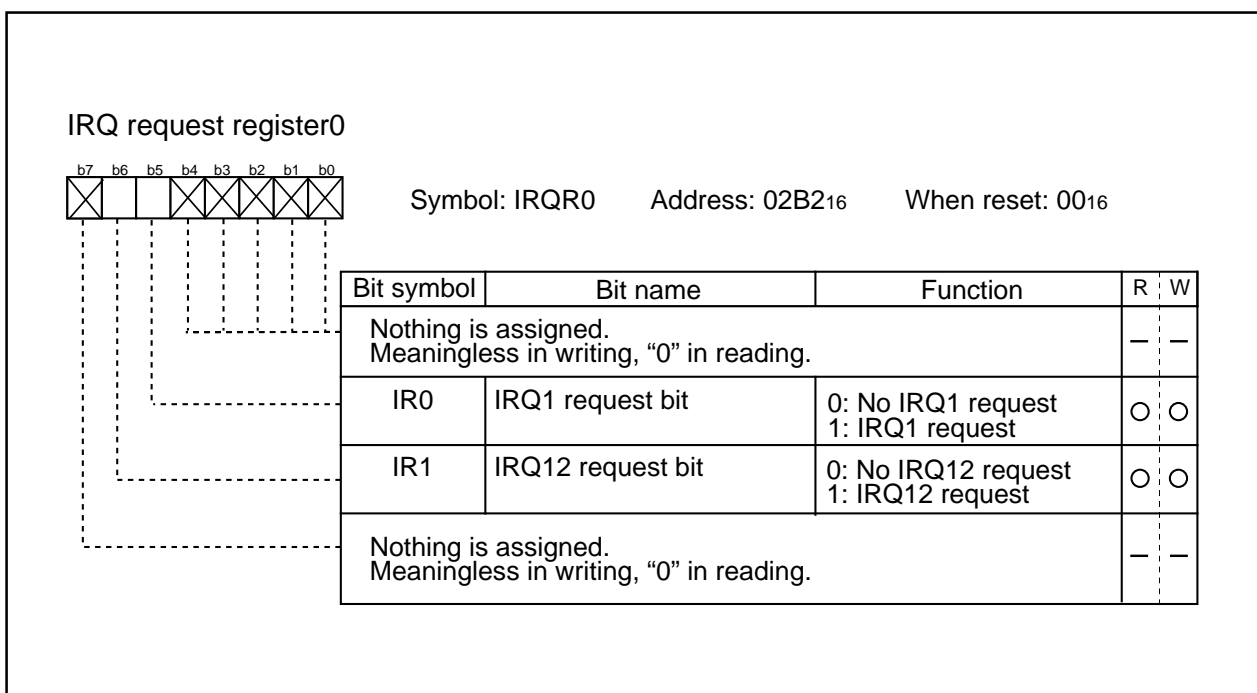 IRQ request register0
b7 b6 b5 b4 b3 b2 b1 b0
Symbol: IRQR0 Address: 02B216 When reset: 0016
Bit symbol Bit name Function R W
Nothing is assigned.
Meaningless in writing, “0” in reading. – –
IR0 IRQ1 request bit 0: No IRQ1 request
1: IRQ1 request
IR1 IRQ12 request bit 0: No IRQ12 request
1: IRQ12 request
Nothing is assigned.
Meaningless in writing, “0” in reading. – –